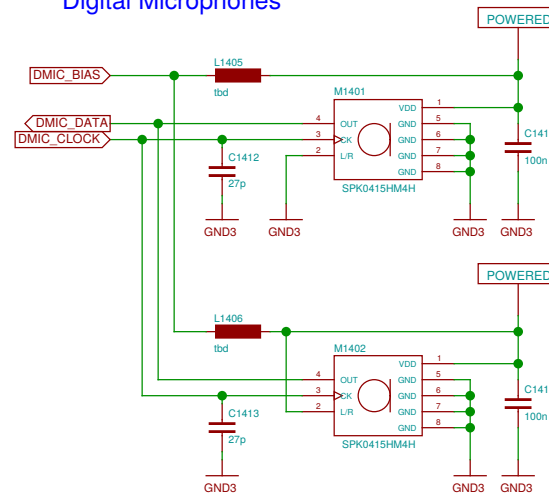 Digital Microphones
POWERED
L1405
DMIC_BIAS
tbd
M1401
VDD 1
4 OUT GND 5
DMIC_DATA
3 CK GND 6
DMIC_CLOCK
2 L/R GND 7
GND 8
C1412
27p
C141
100n
SPK0415HM4H
GND3 GND3 GND3 GND3
POWERED
L1406
tbd
M1402
VDD 1
4 OUT GND 5
3 CK GND 6
2 L/R GND 7
GND 8
C1413
27p
C141
100n
SPK0415HM4H
GND3 GND3 GND3